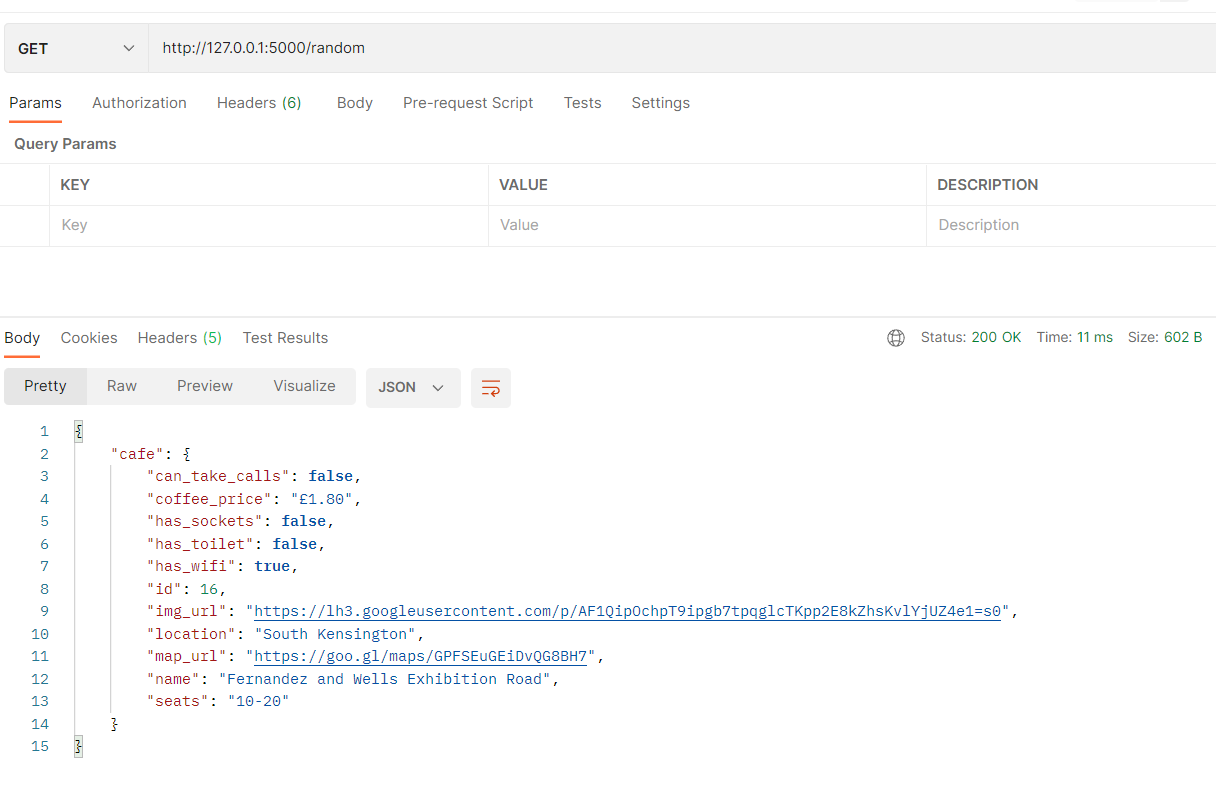 GET http://127.0.0.1:5000/random
Params Authorization Headers (6) Body Pre-request Script Tests Settings
Query Params
KEY VALUE DESCRIPTION
Key Value Description
Body Cookies Headers (5) Test Results Status: 200 OK Time: 11 ms Size: 602 B
Pretty Raw Preview Visualize JSON
1 {
2 "cafe": {
3 "can_take_calls": false,
4 "coffee_price": "£1.80",
5 "has_sockets": false,
6 "has_toilet": false,
7 "has_wifi": true,
8 "id": 16,
9 "img_url": "https://lh3.googleusercontent.com/p/AF1QipOchpT9ipgb7tpqglcTKpp2E8kZhsKvlYjUZ4e1=s0",
10 "location": "South Kensington",
11 "map_url": "https://goo.gl/maps/GPFSEuGEiDvQG8BH7",
12 "name": "Fernandez and Wells Exhibition Road",
13 "seats": "10-20"
14 }
15 }